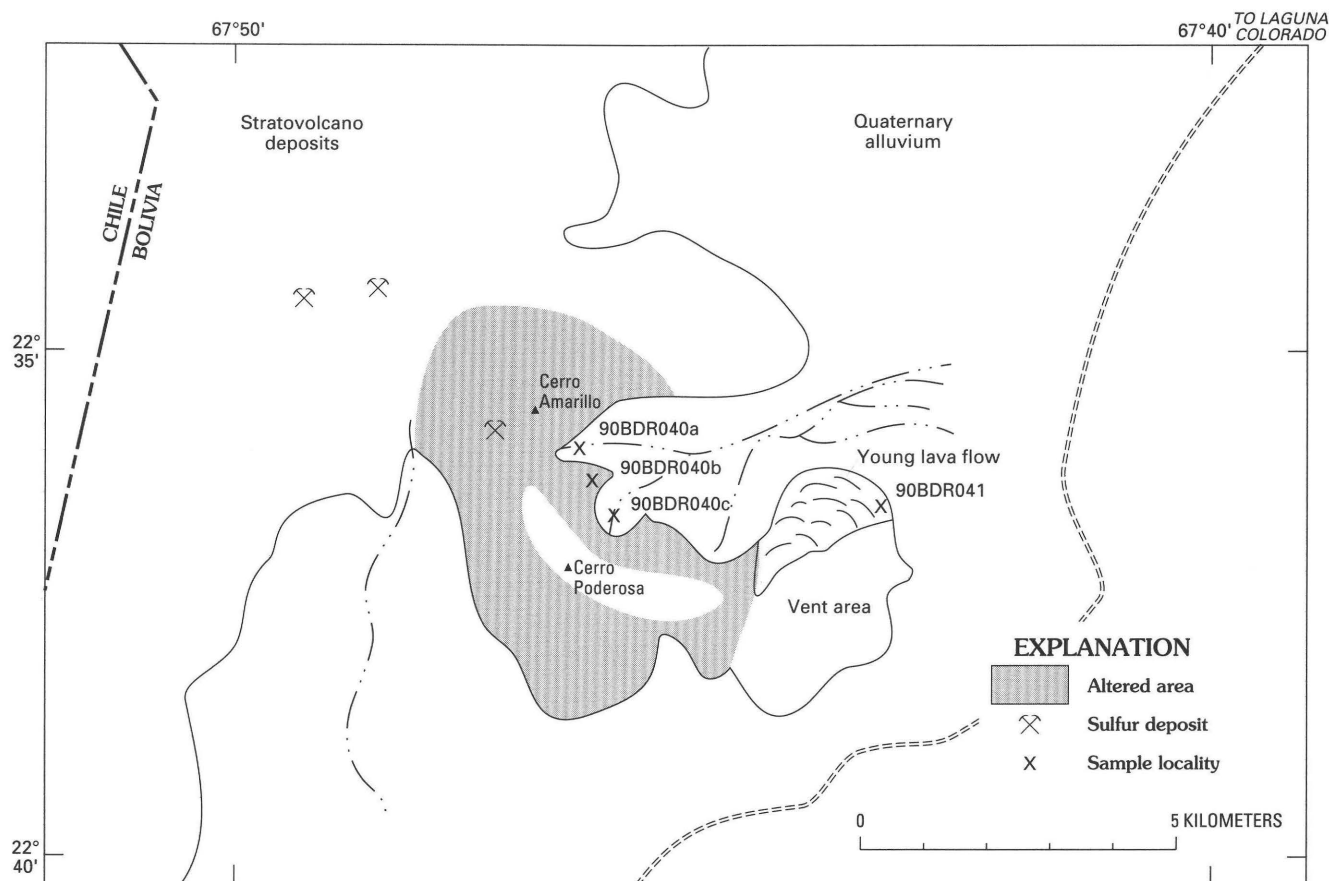 67°50'
67°40'
TO LAGUNA
COLORADO
Stratovolcano
deposits
Quaternary
alluvium
CHILE
BOLIVIA
22°
35'
Cerro
Amarillo
90BDR040a
90BDR040b
90BDR040c
Young lava flow
90BDR041
Cerro
Poderosa
Vent area
EXPLANATION
Altered area
Sulfur deposit
X Sample locality
0 5 KILOMETERS
22
40'